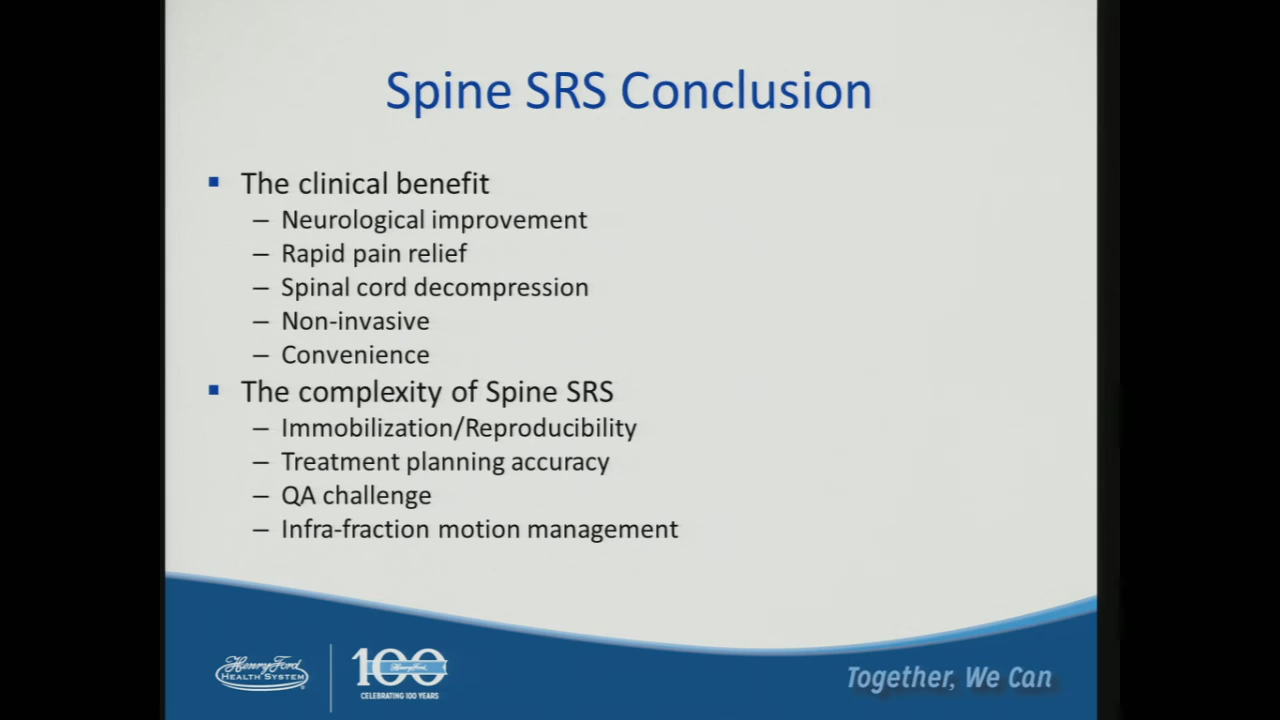 Spine SRS Conclusion
▪ The clinical benefit
– Neurological improvement
– Rapid pain relief
– Spinal cord decompression
– Non-invasive
– Convenience
▪ The complexity of Spine SRS
– Immobilization/Reproducibility
– Treatment planning accuracy
– QA challenge
– Infra-fraction motion management
Henry Ford
HEALTH SYSTEM
100
Henry Ford
CELEBRATING 100 YEARS
Together, We Can